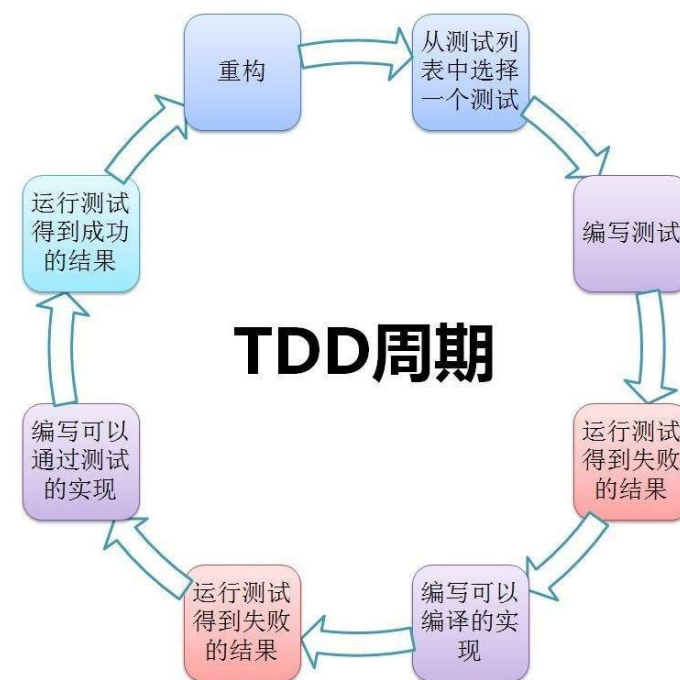 重构
从测试列
表中选择
一个测试
编写测试
运行测试
得到失败
的结果
编写可以
编译的实
现
运行测试
得到失败
的结果
编写可以
通过测试
的实现
运行测试
得到成功
的结果
TDD周期